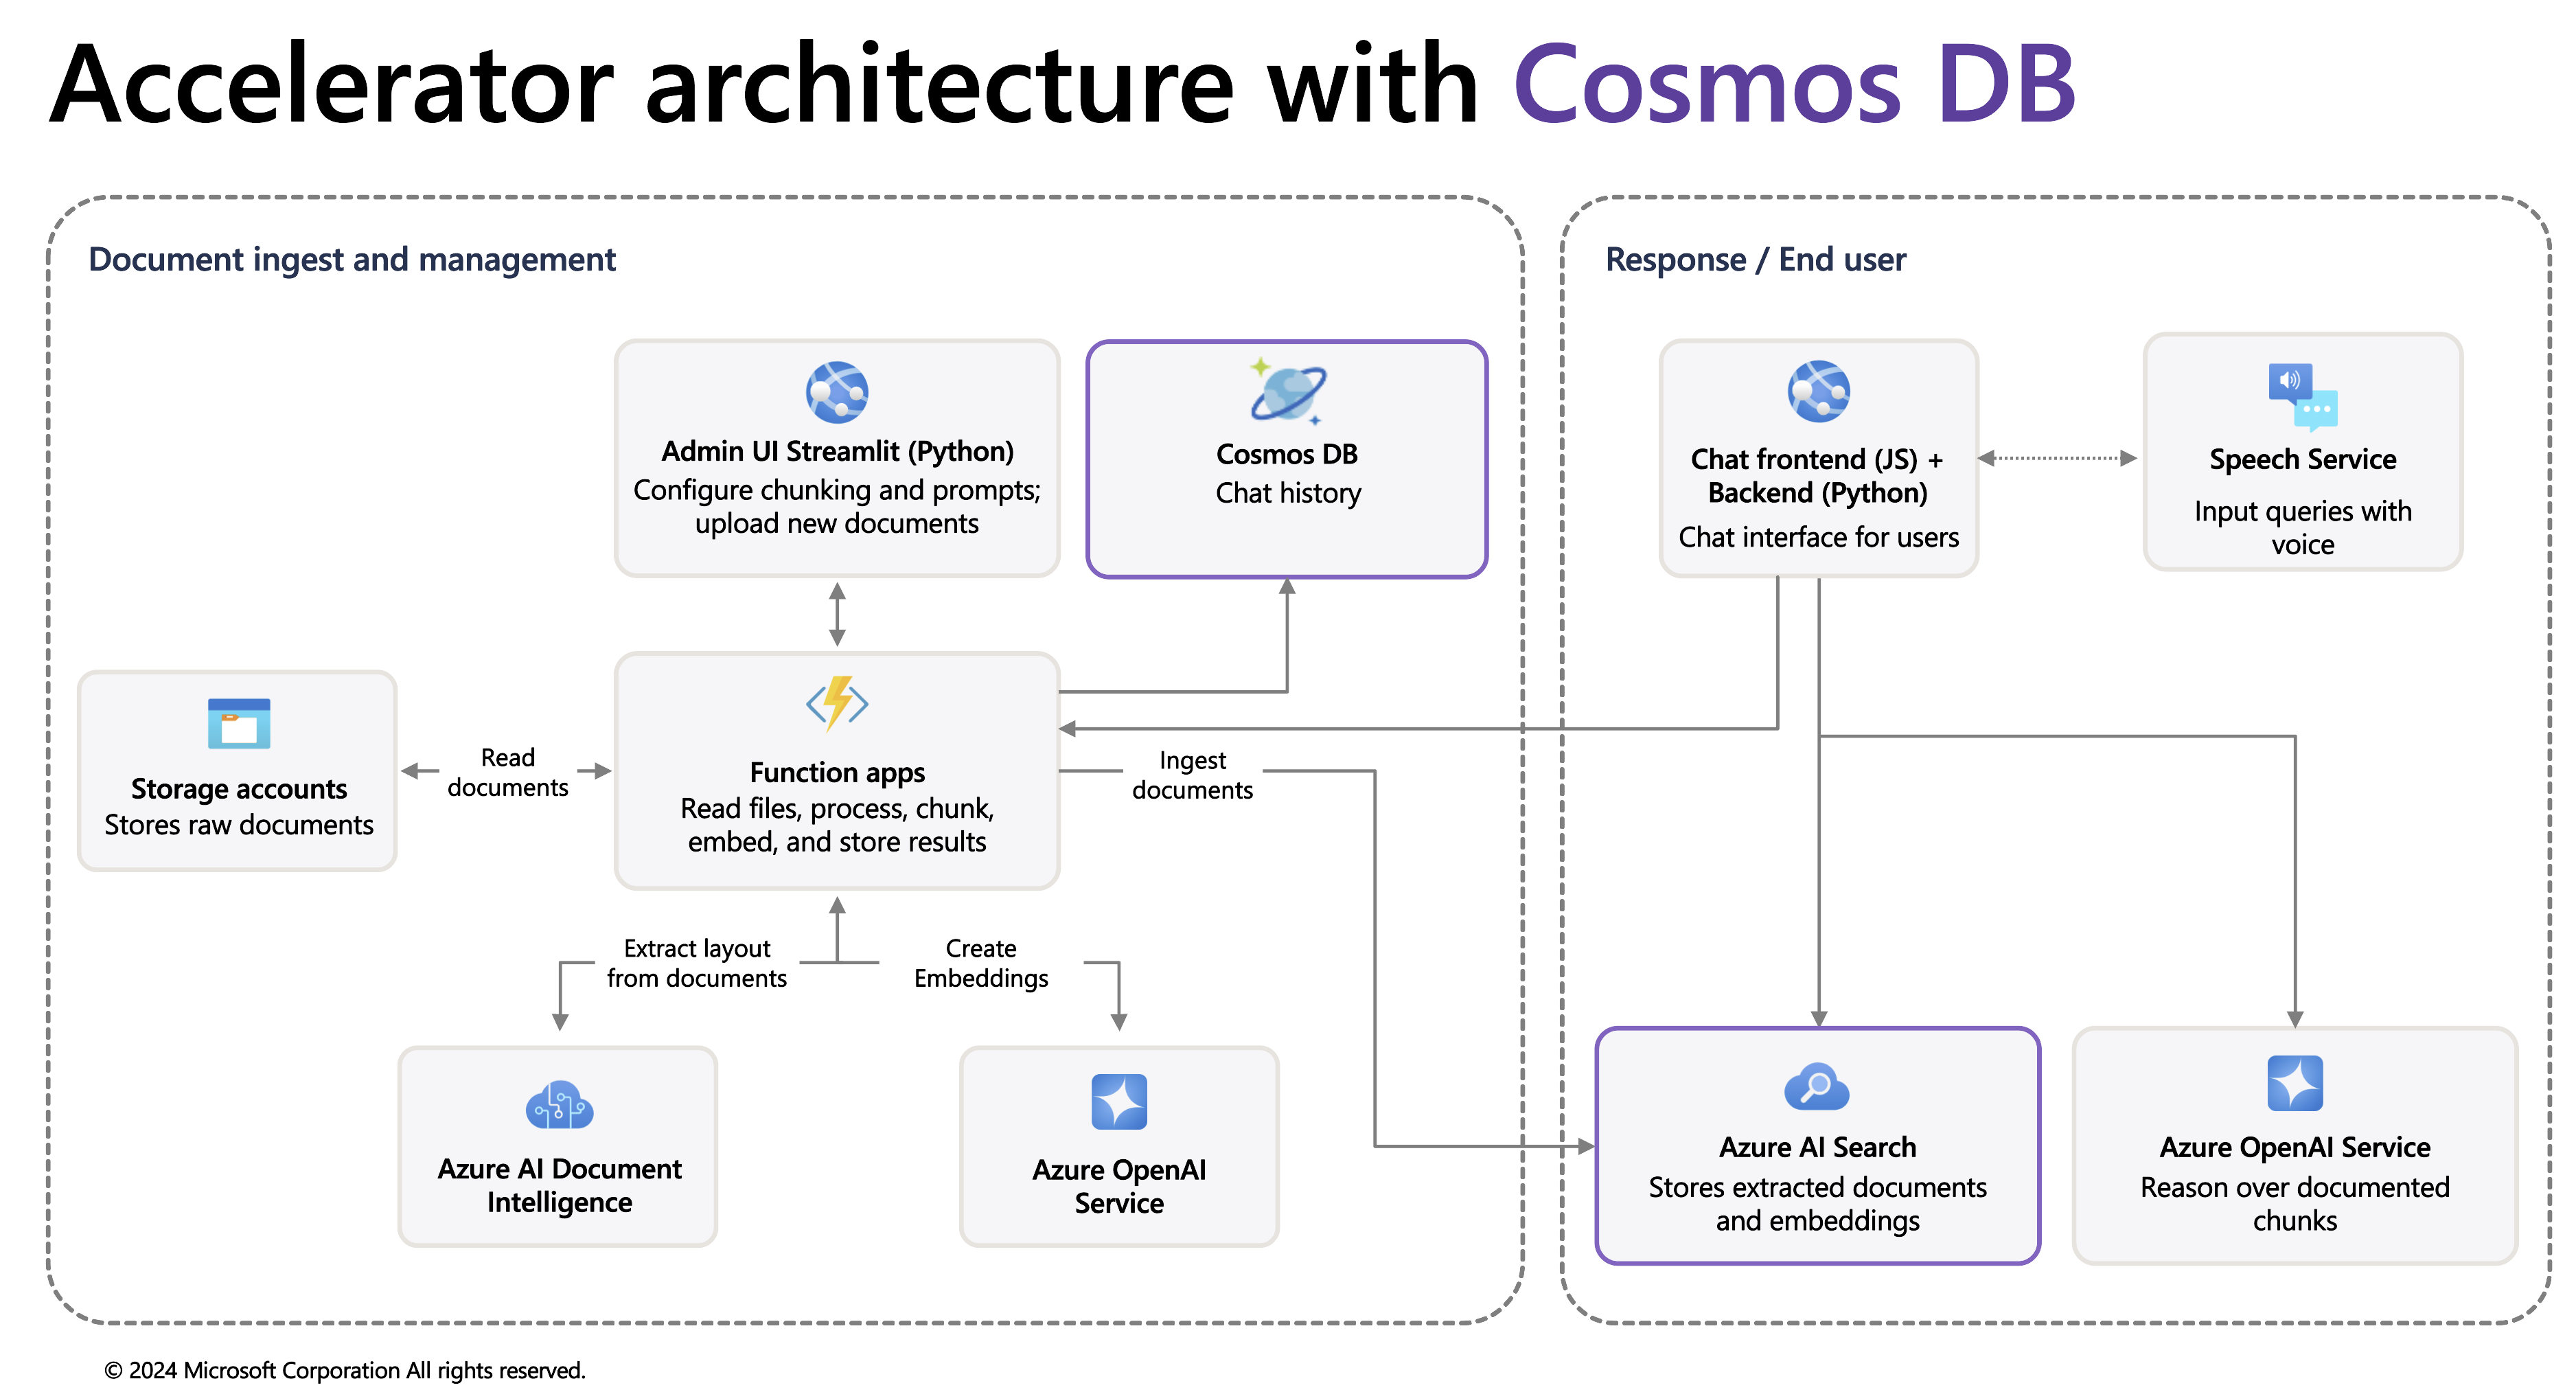 Accelerator architecture with Cosmos DB
Document ingest and management
Admin UI Streamlit (Python)
Configure chunking and prompts;
upload new documents
Cosmos DB
Chat history
Storage accounts
Stores raw documents
Read
documents
Function apps
Read files, process, chunk,
embed, and store results
Ingest
documents
Extract layout
from documents
Create
Embeddings
Azure AI Document
Intelligence
Azure OpenAI
Service
Response / End user
Chat frontend (JS) +
Backend (Python)
Chat interface for users
Speech Service
Input queries with
voice
Azure AI Search
Stores extracted documents
and embeddings
Azure OpenAI Service
Reason over documented
chunks
© 2024 Microsoft Corporation All rights reserved.